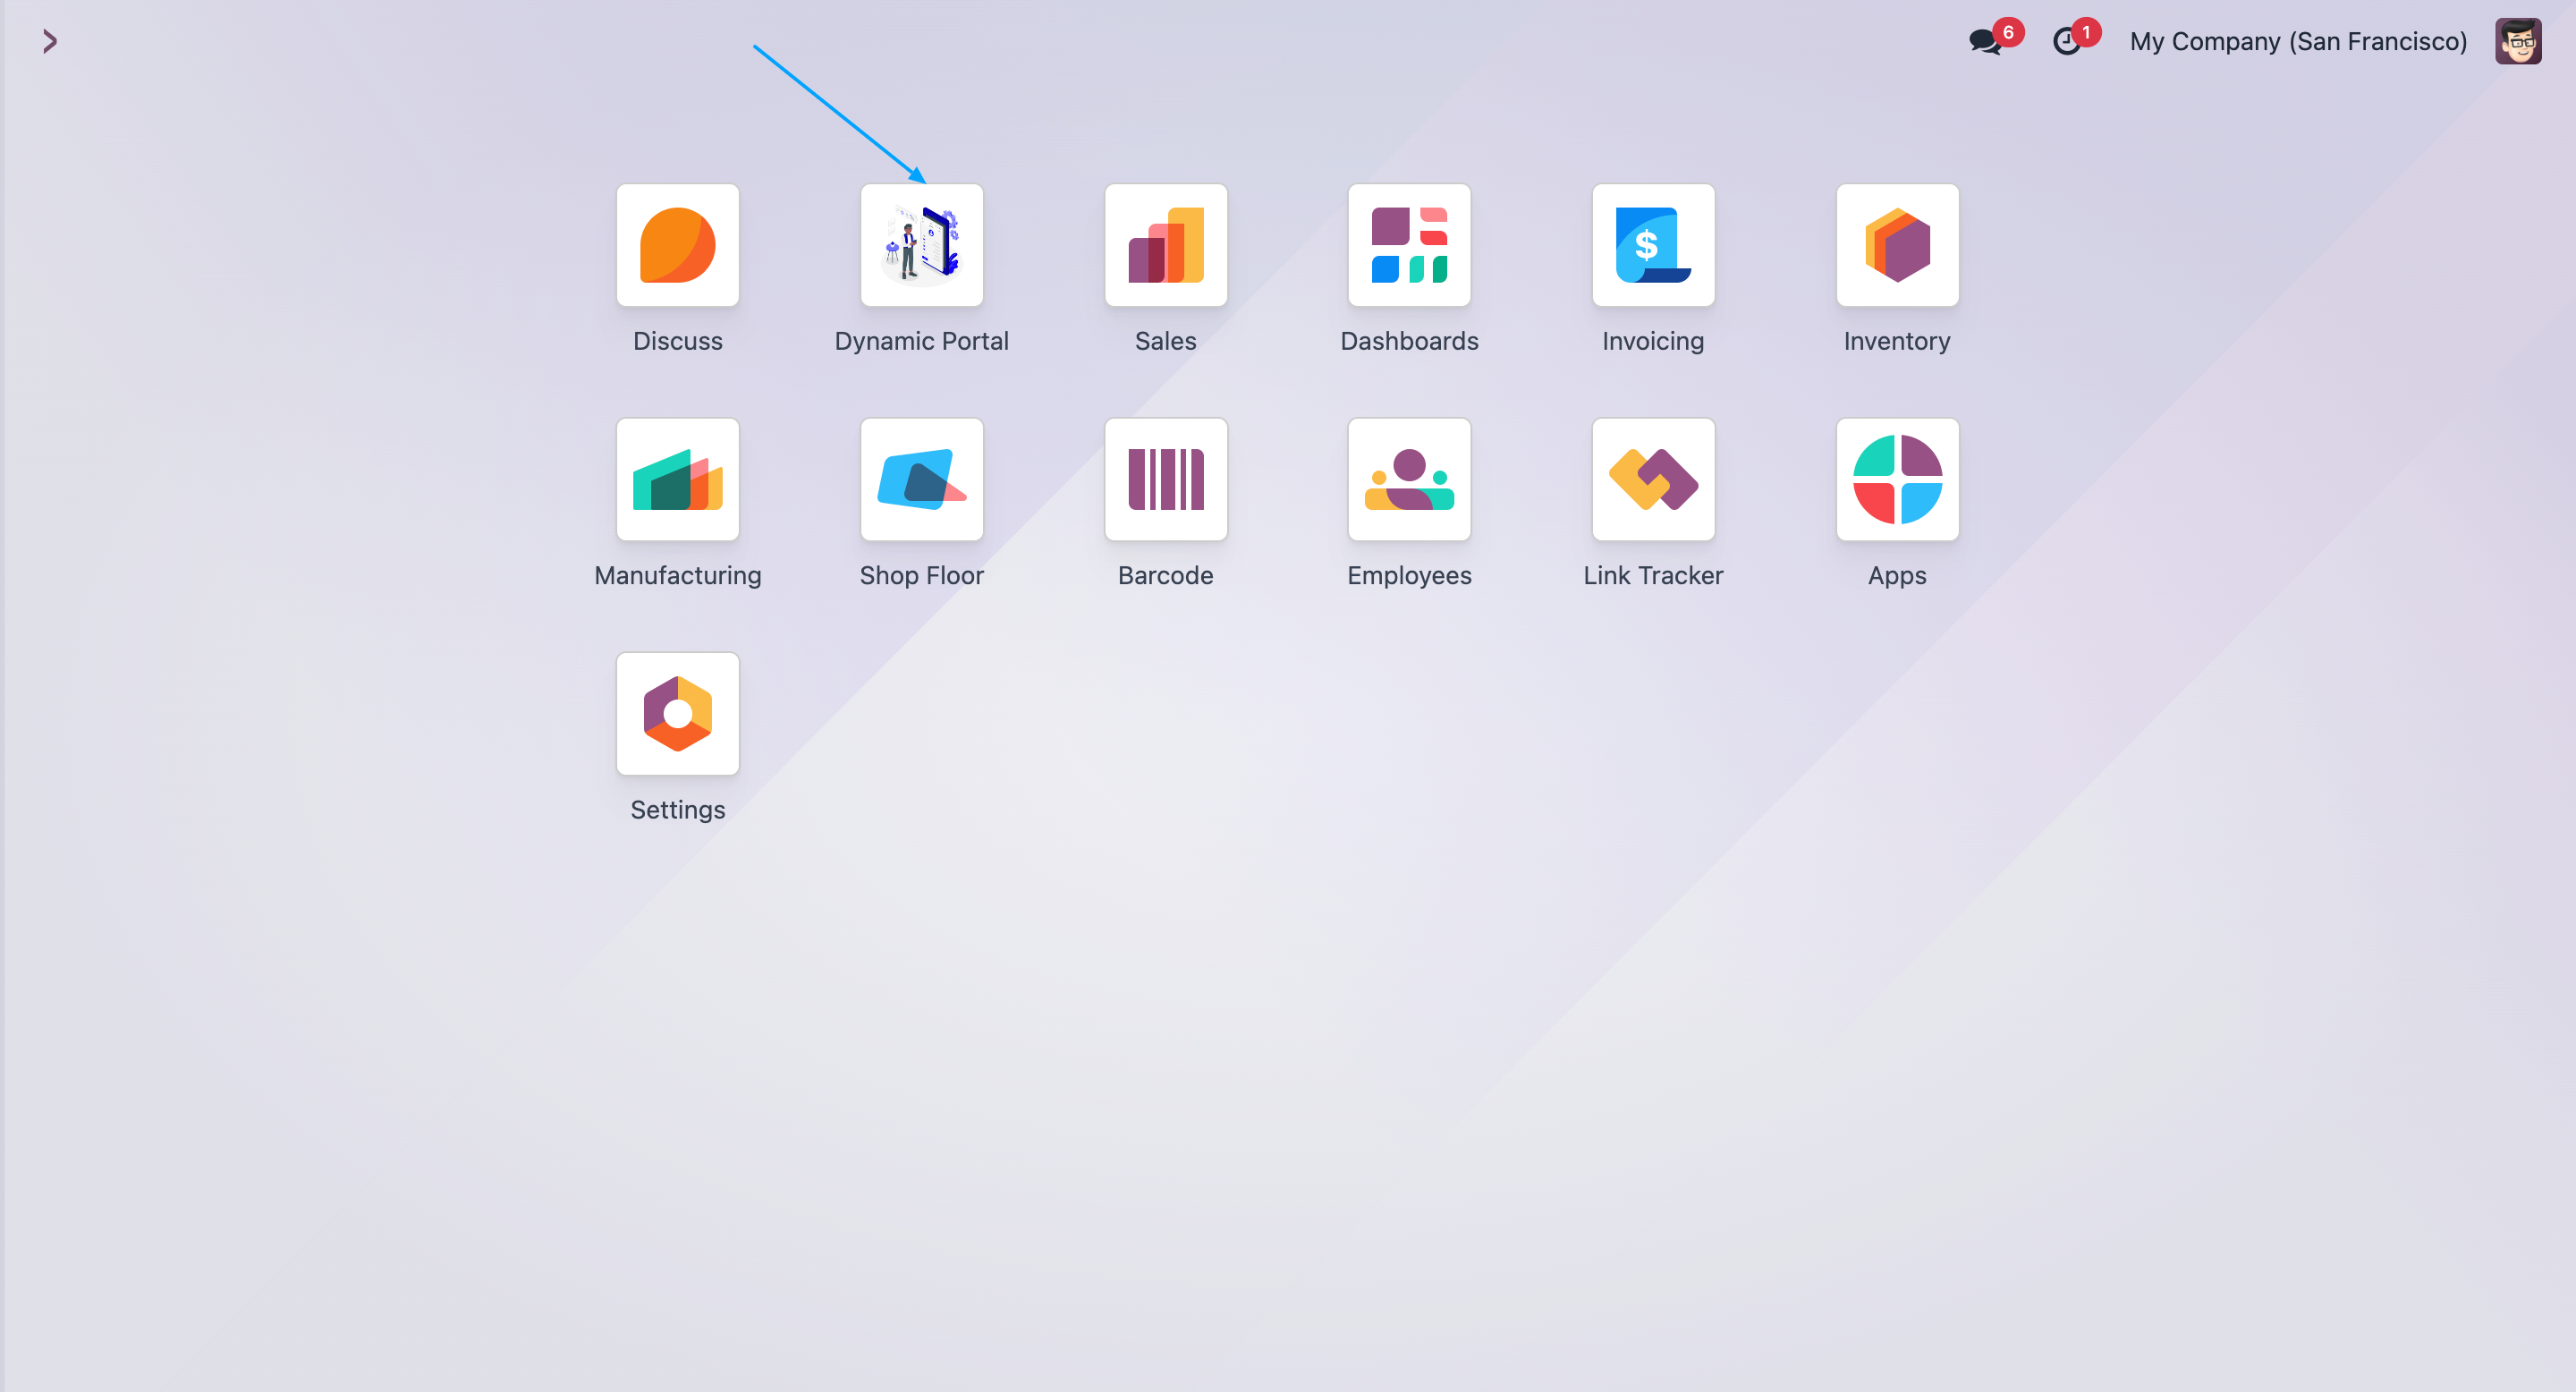 6
1
My Company (San Francisco)
Discuss
Dynamic Portal
Sales
Dashboards
$
Invoicing
Inventory
Manufacturing
Shop Floor
Barcode
Employees
Link Tracker
Apps
Settings